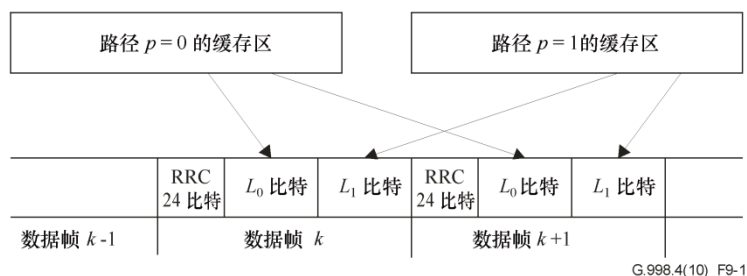 路径 p = 0 的缓存区
路径 p = 1的缓存区
RRC
24 比特
L₀ 比特
L₁ 比特
RRC
24 比特
L₀ 比特
L₁ 比特
数据帧 k -1
数据帧 k
数据帧 k +1
G.998.4(10) F9-1